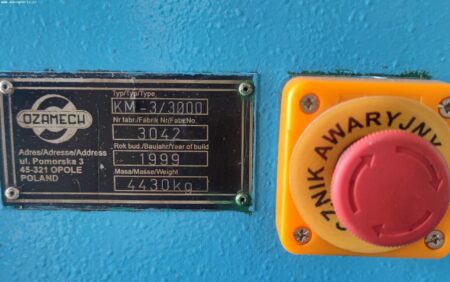 OZAMECH
Adres/Adresse/Address
ul. Pomorska 3
45-321 OPOLE
POLAND
Typ/Typ/Type
KM-3/3000
Nr fabr./Fabrik Nr/Fabr.No.
3042
Rok bud./Baujahr/Year of build
1999
Masa/Masse/Weight
4430kg
CZNIK AWARYJNY